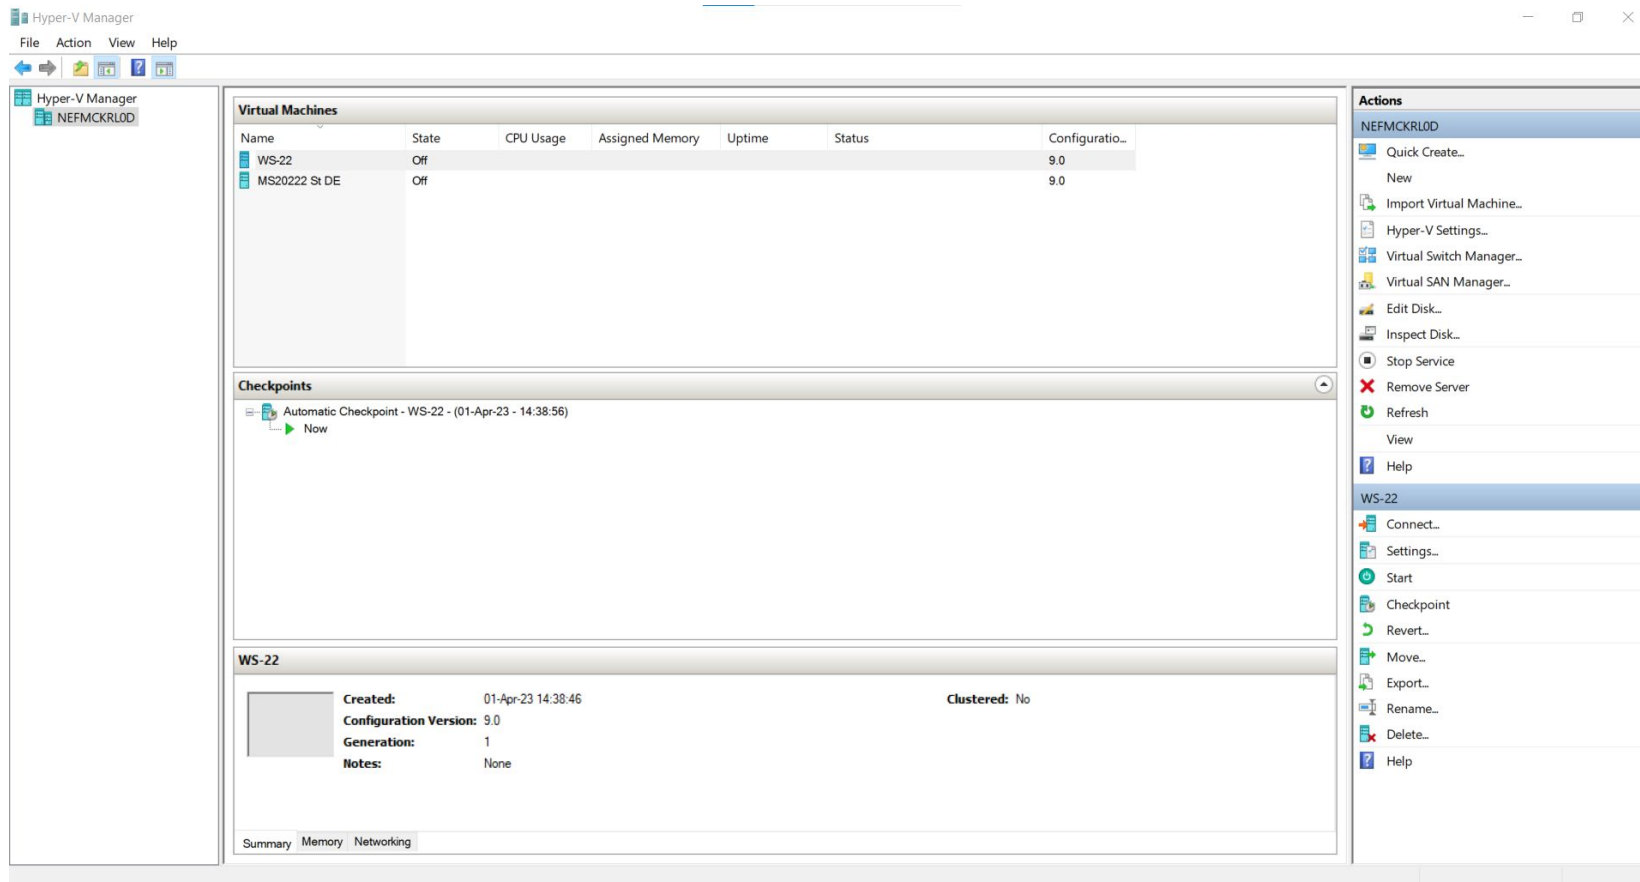 Hyper-V Manager
File Action View Help
Hyper-V Manager
NEFMCKRL0D
Virtual Machines
Name State CPU Usage Assigned Memory Uptime Status Configuratio...
WS-22 Off 9.0
MS20222 St DE Off 9.0
Checkpoints
Automatic Checkpoint - WS-22 - (01-Apr-23 - 14:38:56)
Now
WS-22
Created: 01-Apr-23 14:38:46 Clustered: No
Configuration Version: 9.0
Generation: 1
Notes: None
Summary Memory Networking
Actions
NEFMCKRL0D
Quick Create...
New
Import Virtual Machine...
Hyper-V Settings...
Virtual Switch Manager...
Virtual SAN Manager...
Edit Disk...
Inspect Disk...
Stop Service
Remove Server
Refresh
View
Help
WS-22
Connect...
Settings...
Start
Checkpoint
Revert...
Move...
Export...
Rename...
Delete...
Help